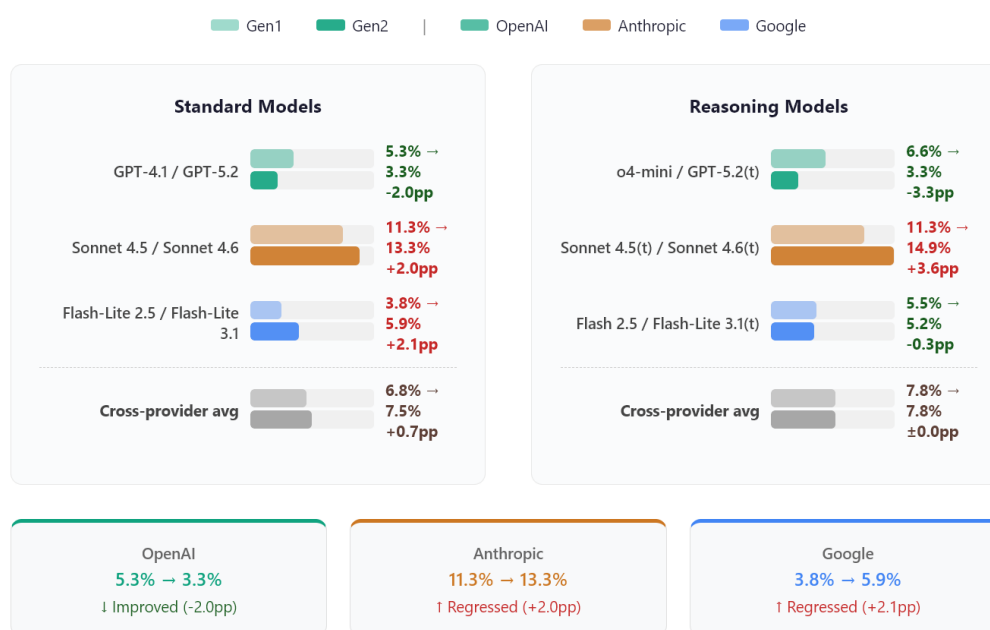 Gen1 Gen2 | OpenAI Anthropic Google
Standard Models
GPT-4.1 / GPT-5.2
5.3% →
3.3%
-2.0pp
Sonnet 4.5 / Sonnet 4.6
11.3% →
13.3%
+2.0pp
Flash-Lite 2.5 / Flash-Lite
3.1
3.8% →
5.9%
+2.1pp
Cross-provider avg
6.8% →
7.5%
+0.7pp
Reasoning Models
o4-mini / GPT-5.2(t)
6.6% →
3.3%
-3.3pp
Sonnet 4.5(t) / Sonnet 4.6(t)
11.3% →
14.9%
+3.6pp
Flash 2.5 / Flash-Lite 3.1(t)
5.5% →
5.2%
-0.3pp
Cross-provider avg
7.8% →
7.8%
±0.0pp
OpenAI
5.3% → 3.3%
↓ Improved (-2.0pp)
Anthropic
11.3% → 13.3%
↑ Regressed (+2.0pp)
Google
3.8% → 5.9%
↑ Regressed (+2.1pp)